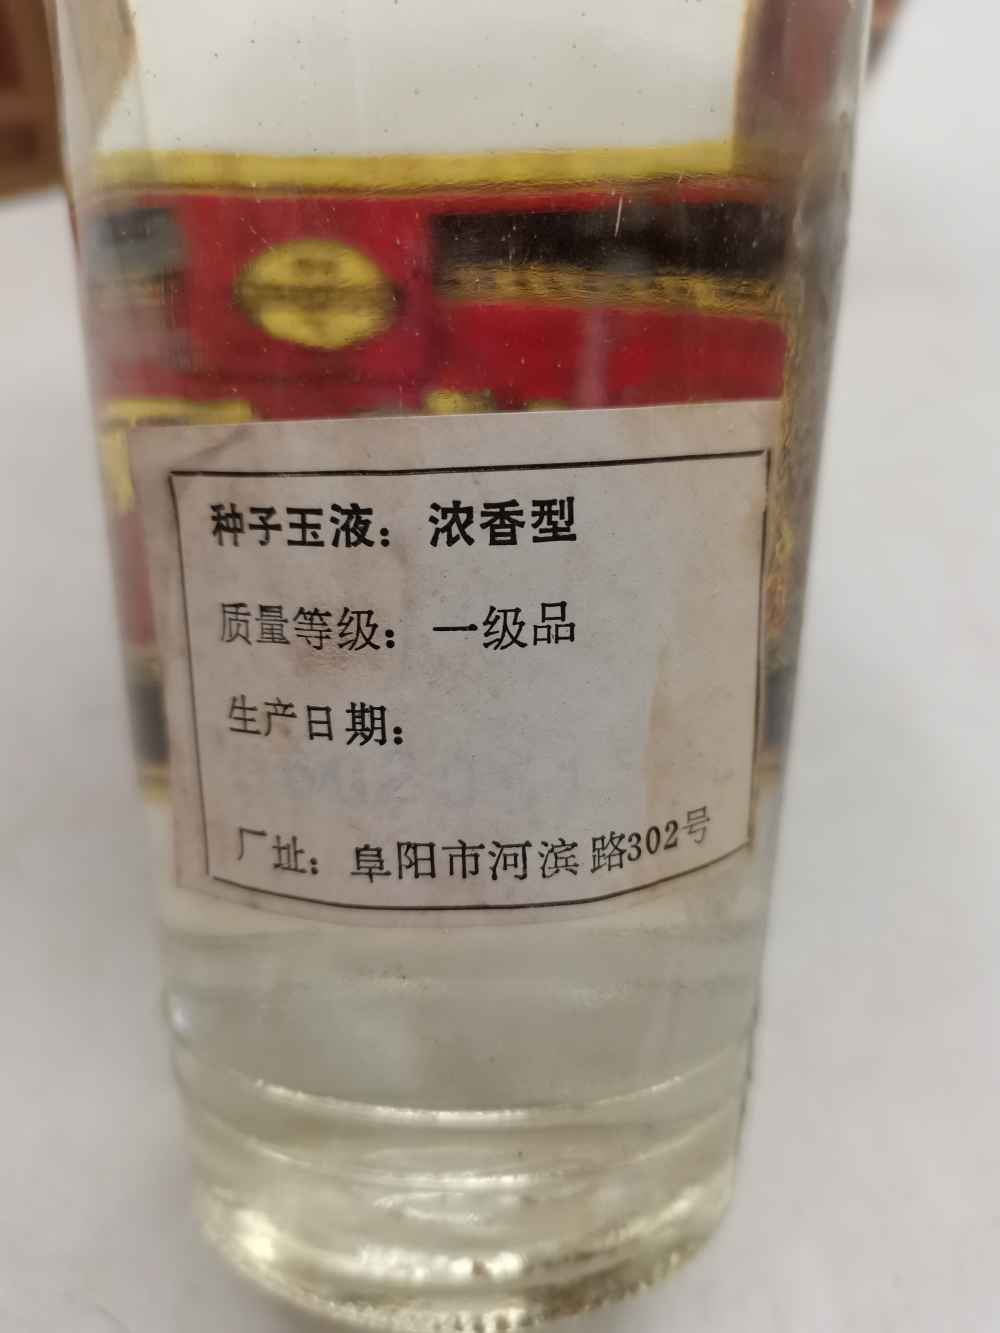 种子玉液：浓香型
质量等级：一级品
生产日期：
厂址：阜阳市河滨路302号